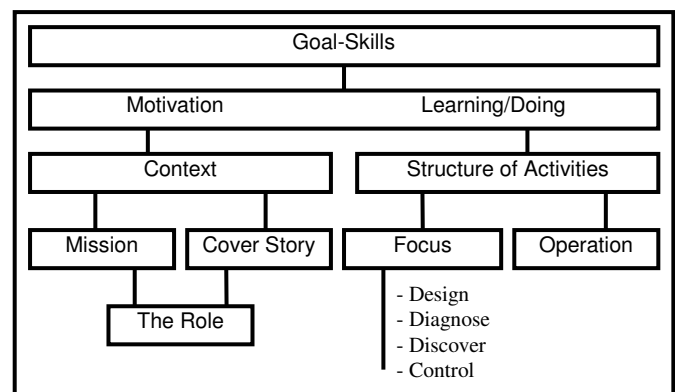 Goal-Skills
Motivation Learning/Doing
Context Structure of Activities
Mission Cover Story Focus Operation
The Role
- Design
- Diagnose
- Discover
- Control